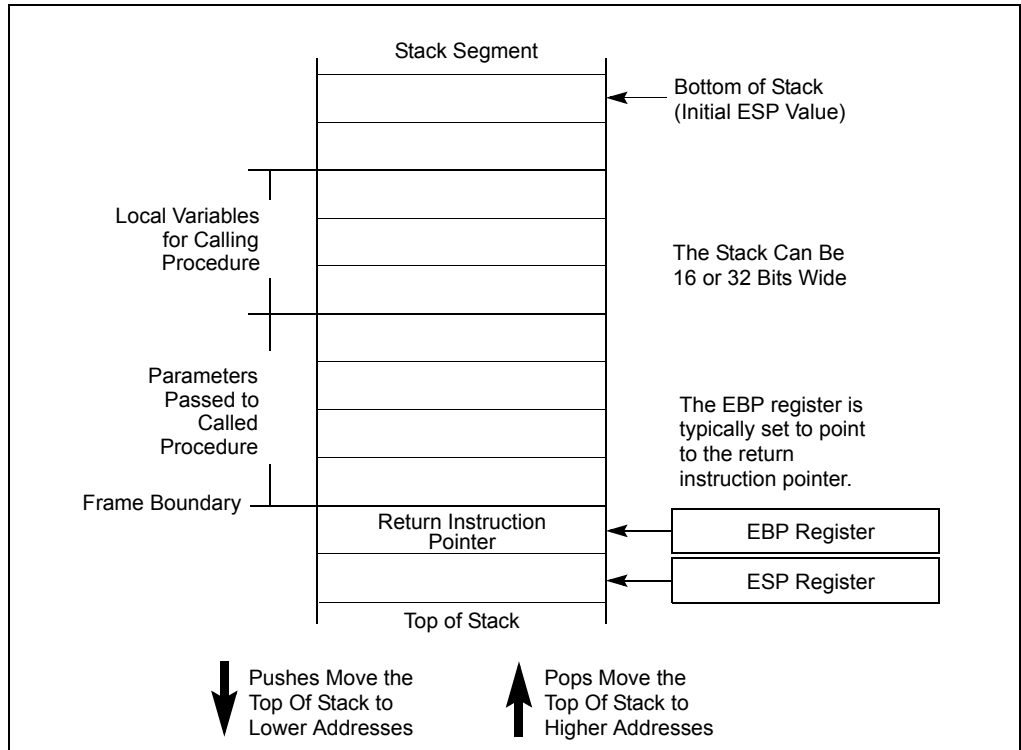 Stack Segment
Bottom of Stack
(Initial ESP Value)
Local Variables
for Calling
Procedure
The Stack Can Be
16 or 32 Bits Wide
Parameters
Passed to
Called
Procedure
The EBP register is
typically set to point
to the return
instruction pointer.
Frame Boundary
Return Instruction
Pointer
EBP Register
ESP Register
Top of Stack
Pushes Move the
Top Of Stack to
Lower Addresses
Pops Move the
Top Of Stack to
Higher Addresses